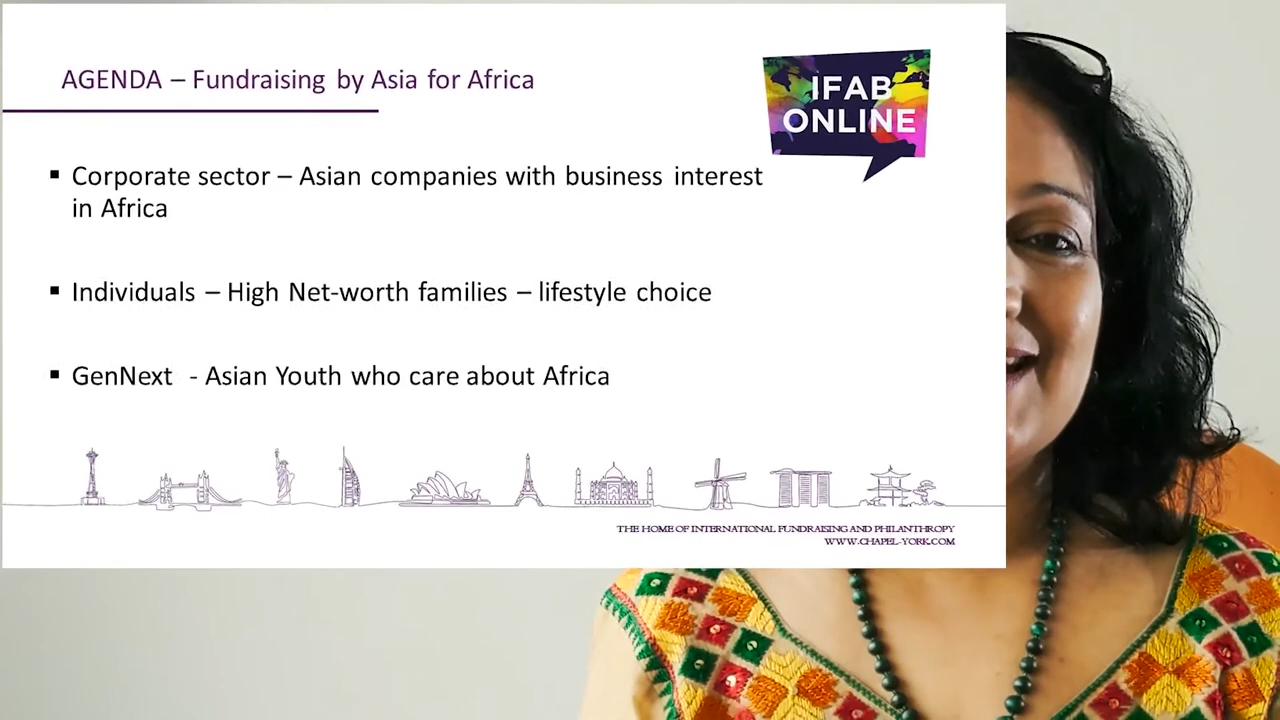 AGENDA – Fundraising by Asia for Africa
IFAB
ONLINE
▪ Corporate sector – Asian companies with business interest
in Africa
▪ Individuals – High Net-worth families – lifestyle choice
▪ GenNext - Asian Youth who care about Africa
THE HOME OF INTERNATIONAL FUNDRAISING AND PHILANTHROPY
WWW.CHAPEL-YORK.COM